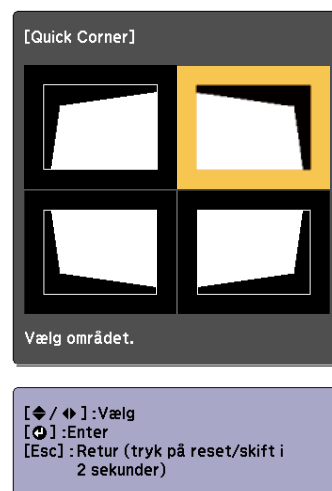 [Quick Corner]
Vælg området.
[ / ] :Vælg
[ ] :Enter
[Esc] : Retur (tryk på reset/skift i
2 sekunder)